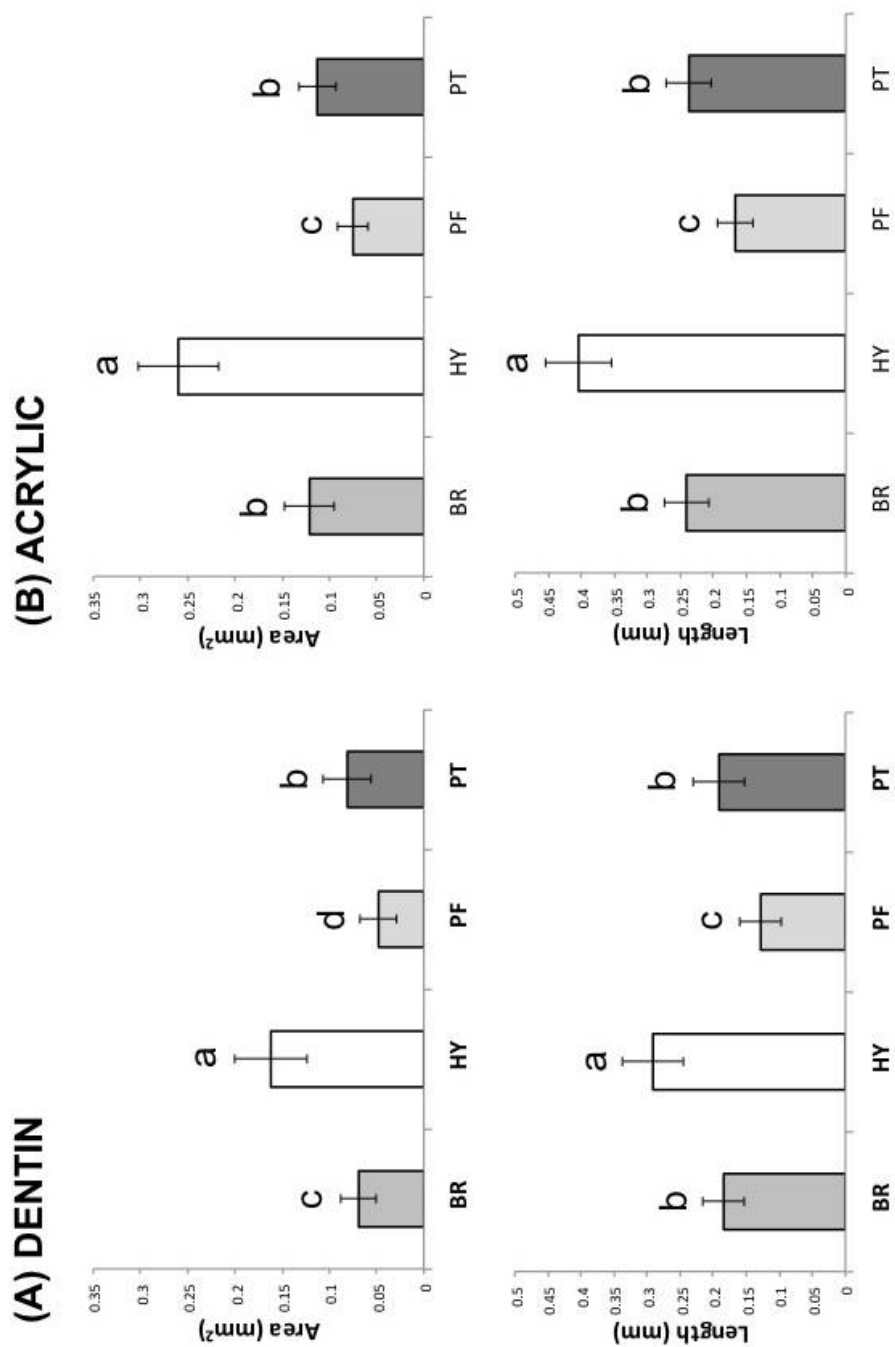 (A) DENTIN
0.35
0.3
0.25
0.2
0.15
0.1
0.05
0
Area (mm²)
c
a
d
b
BR
HY
PF
PT
0.5
0.45
0.4
0.35
0.3
0.25
0.2
0.15
0.1
0.05
0
Length (mm)
b
a
c
b
BR
HY
PF
PT
(B) ACRYLIC
0.35
0.3
0.25
0.2
0.15
0.1
0.05
0
Area (mm²)
b
a
c
b
BR
HY
PF
PT
0.5
0.45
0.4
0.35
0.3
0.25
0.2
0.15
0.1
0.05
0
Length (mm)
b
a
c
b
BR
HY
PF
PT